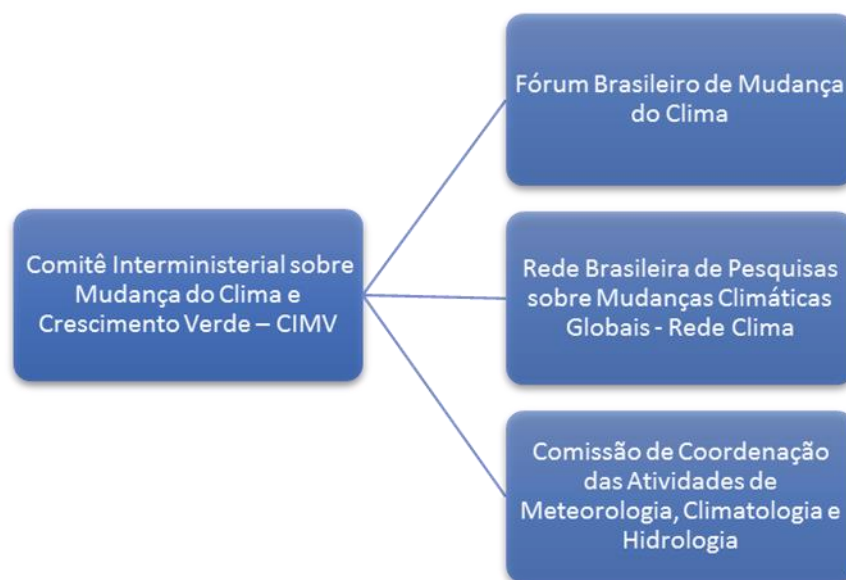 Comitê Interministerial sobre
Mudança do Clima e
Crescimento Verde – CIMV
Fórum Brasileiro de Mudança
do Clima
Rede Brasileira de Pesquisas
sobre Mudanças Climáticas
Globais - Rede Clima
Comissão de Coordenação
das Atividades de
Meteorologia, Climatologia e
Hidrologia